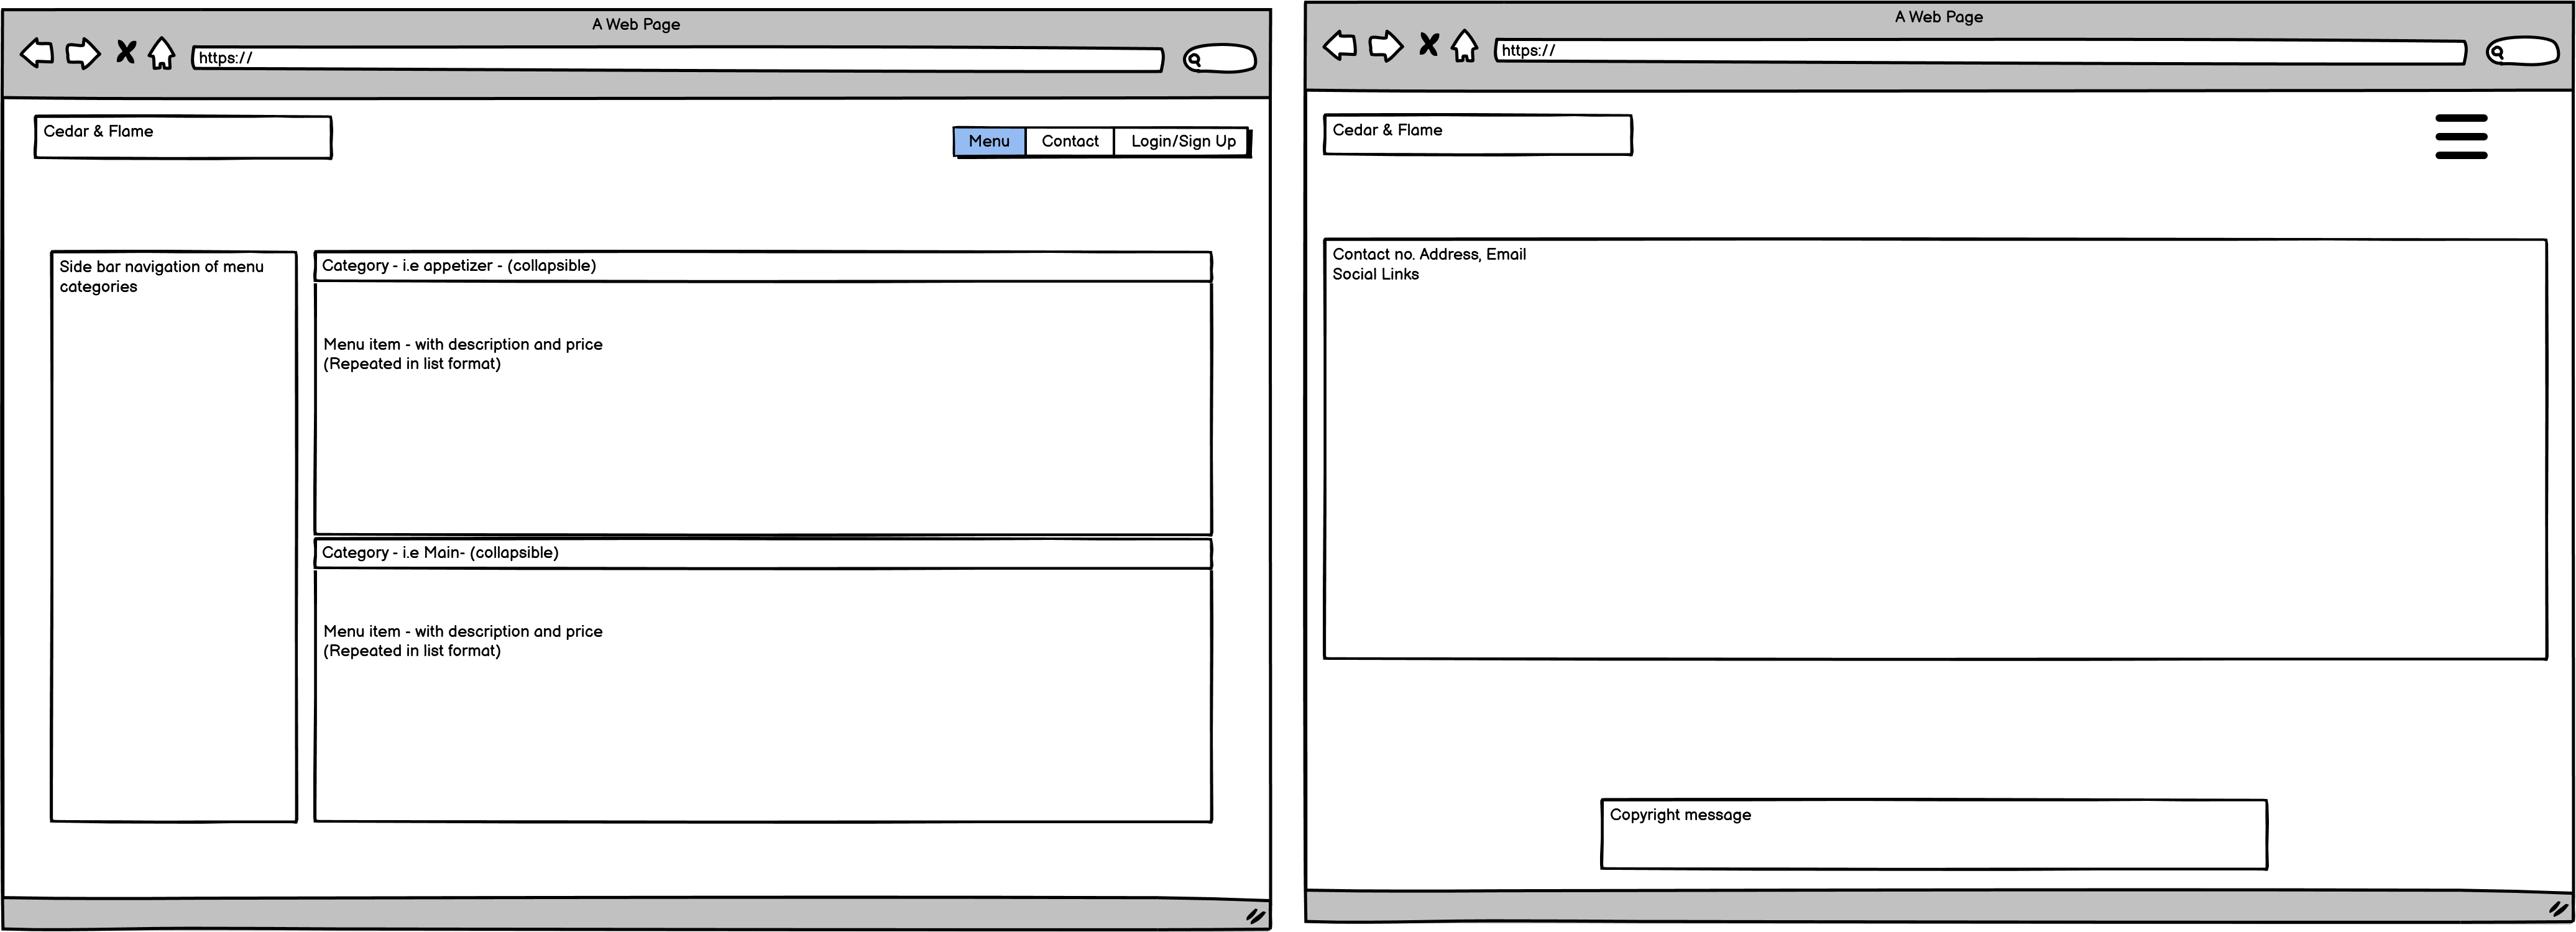 A Web Page
https://
Cedar & Flame
Menu
Contact
Login/Sign Up
Side bar navigation of menu
categories
Category - i.e appetizer - (collapsible)
Menu item - with description and price
(Repeated in list format)
Category - i.e Main- (collapsible)
Menu item - with description and price
(Repeated in list format)
A Web Page
https://
Cedar & Flame
Contact no. Address, Email
Social Links
Copyright message